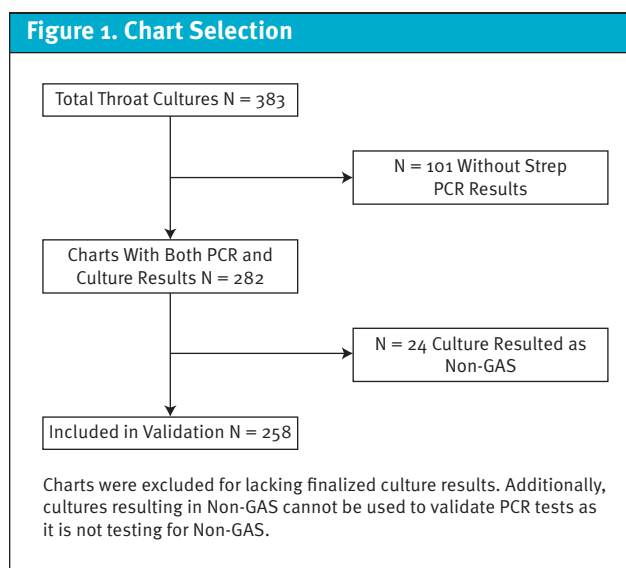 Figure 1. Chart Selection
Total Throat Cultures N = 383
N = 101 Without Strep
PCR Results
Charts With Both PCR and
Culture Results N = 282
N = 24 Culture Resulted as
Non-GAS
Included in Validation N = 258
Charts were excluded for lacking finalized culture results. Additionally,
cultures resulting in Non-GAS cannot be used to validate PCR tests as
it is not testing for Non-GAS.